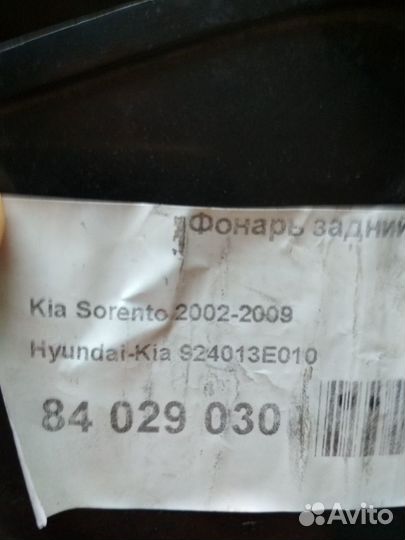 Фонарь задний
Kia Sorento 2002-2009
Hyundai-Kia 924013E010
84 029 030
Avito